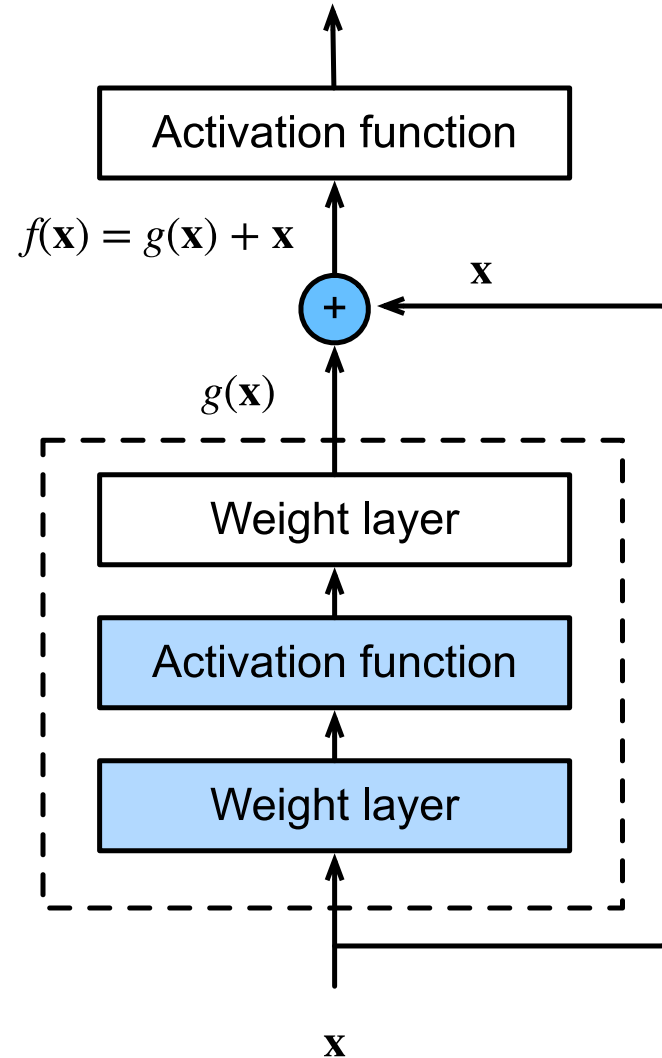 Activation function
f(x) = g(x) + x
x
+
g(x)
Weight layer
Activation function
Weight layer
x